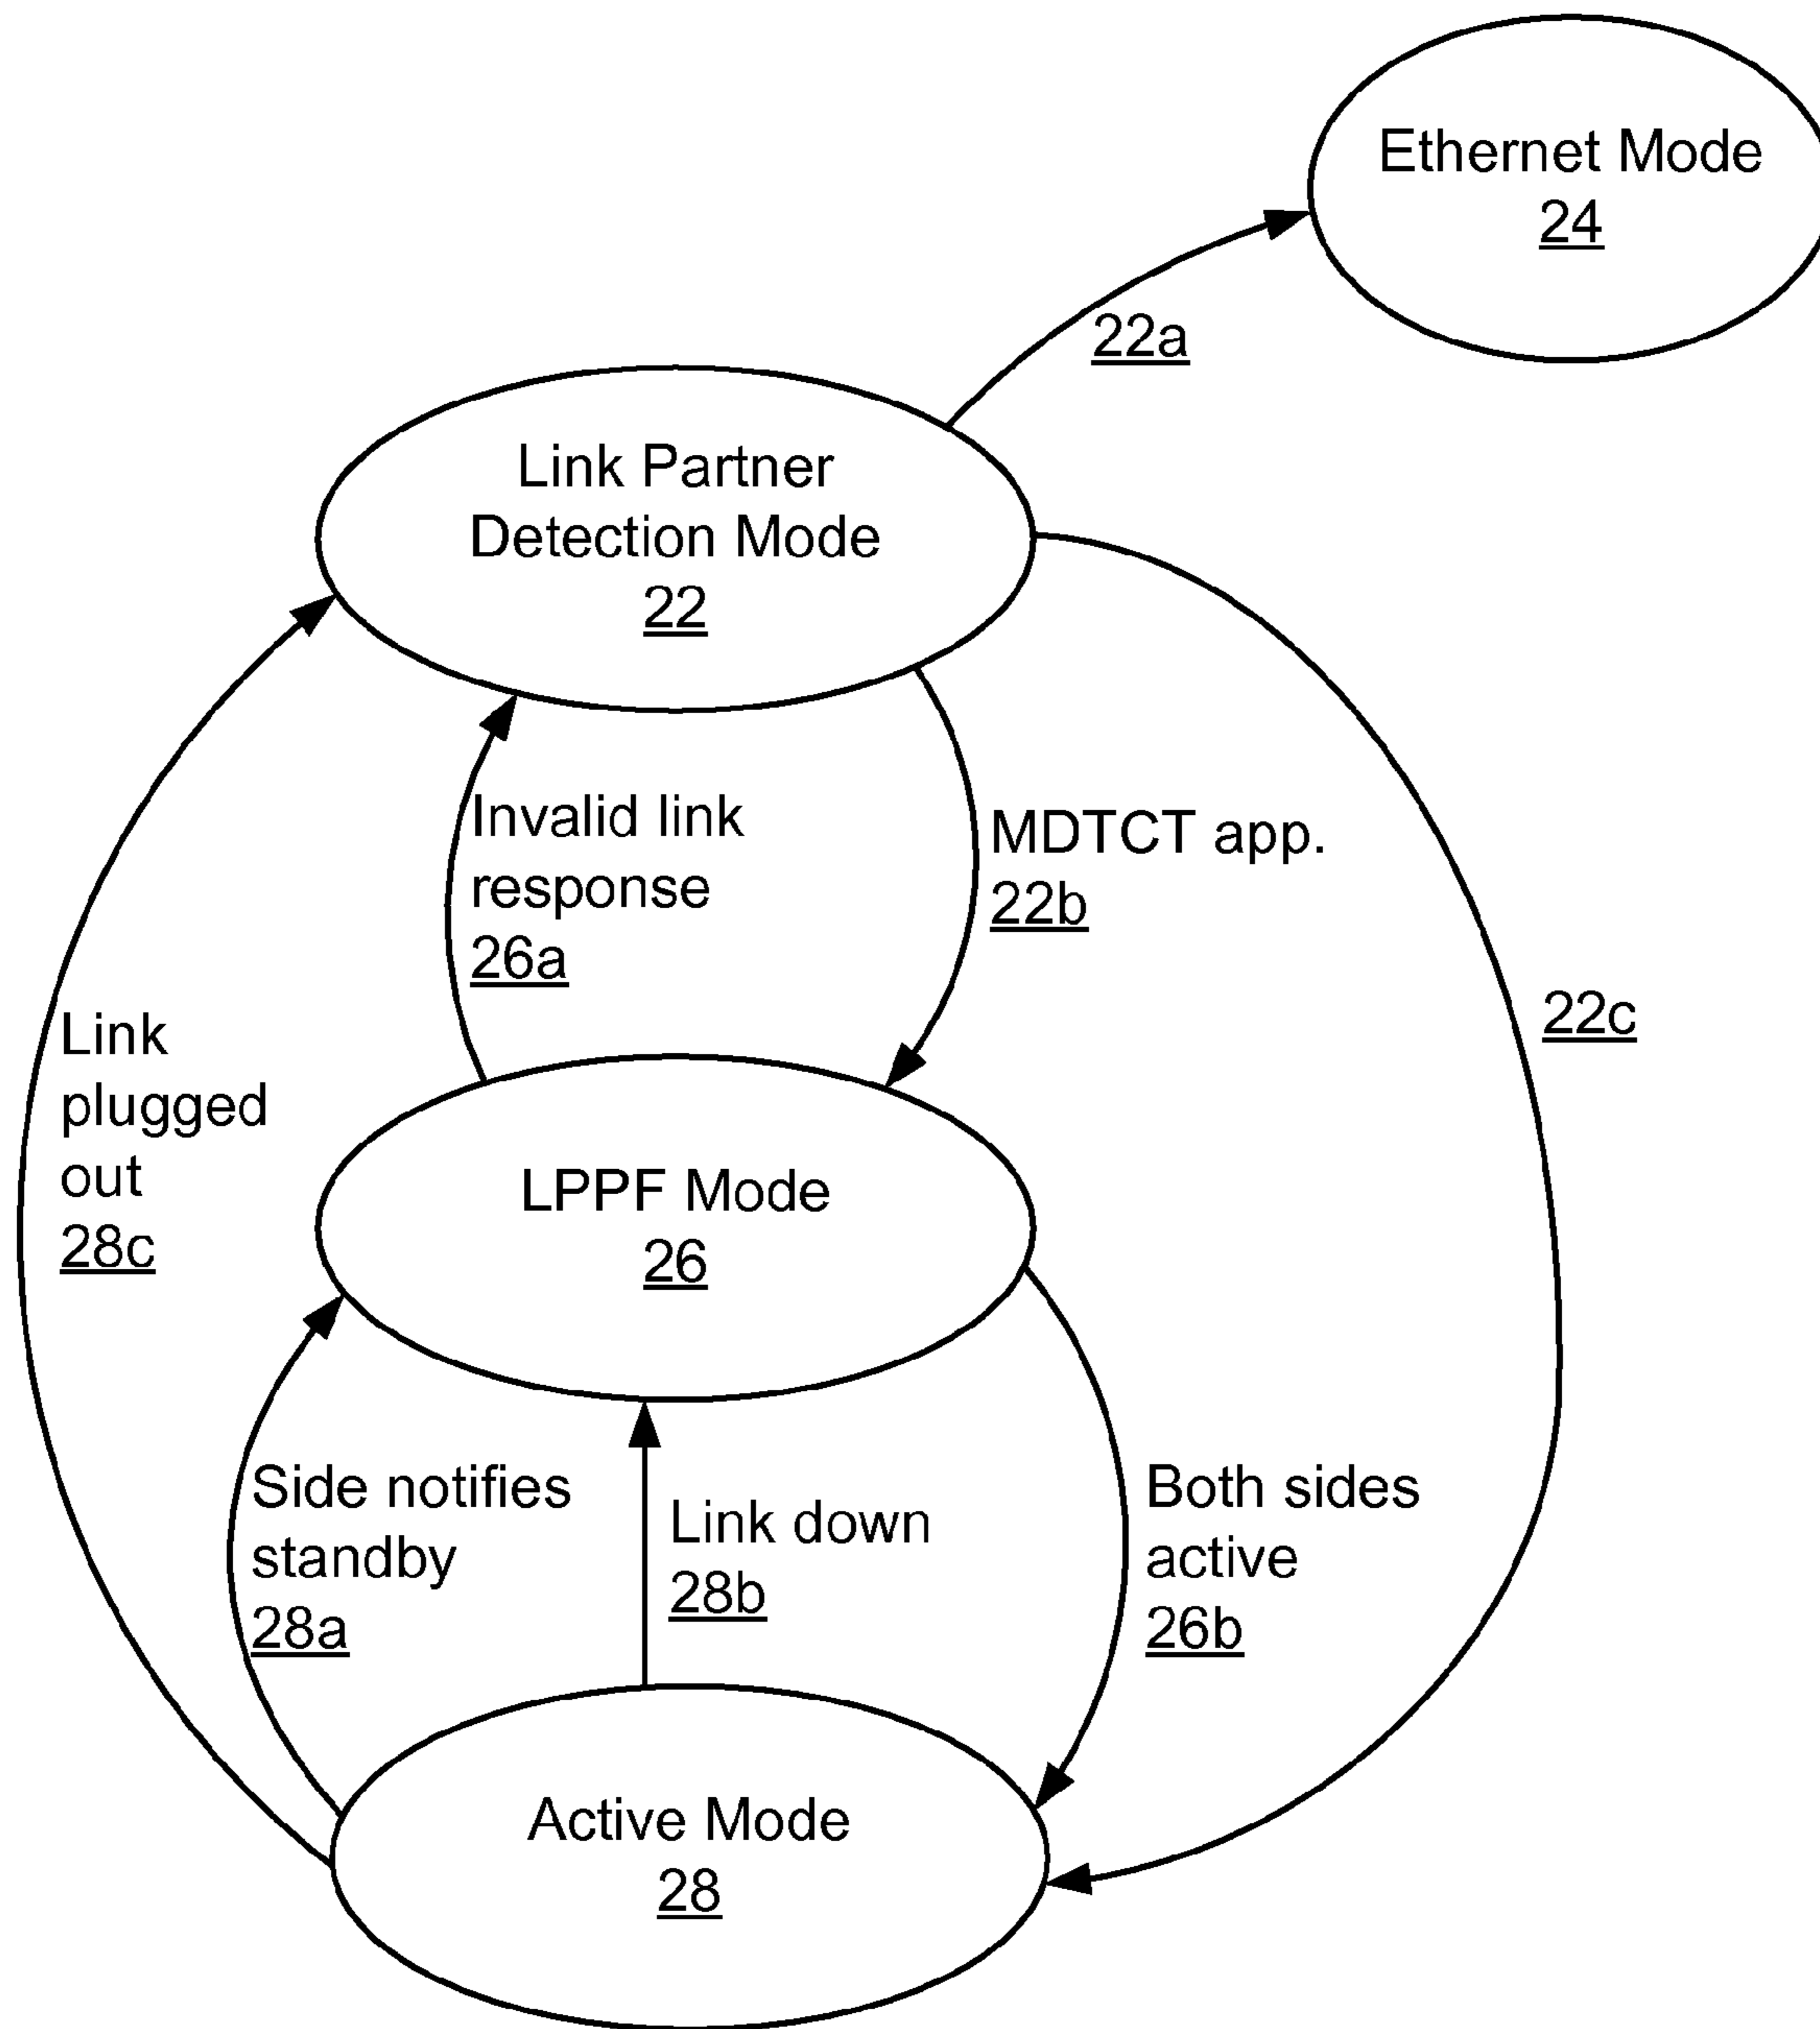 Ethernet Mode
24
22a
Link Partner
Detection Mode
22
Invalid link
response
26a
MDTCT app.
22b
22c
Link
plugged
out
28c
LPPF Mode
26
Side notifies
standby
28a
Link down
28b
Both sides
active
26b
Active Mode
28